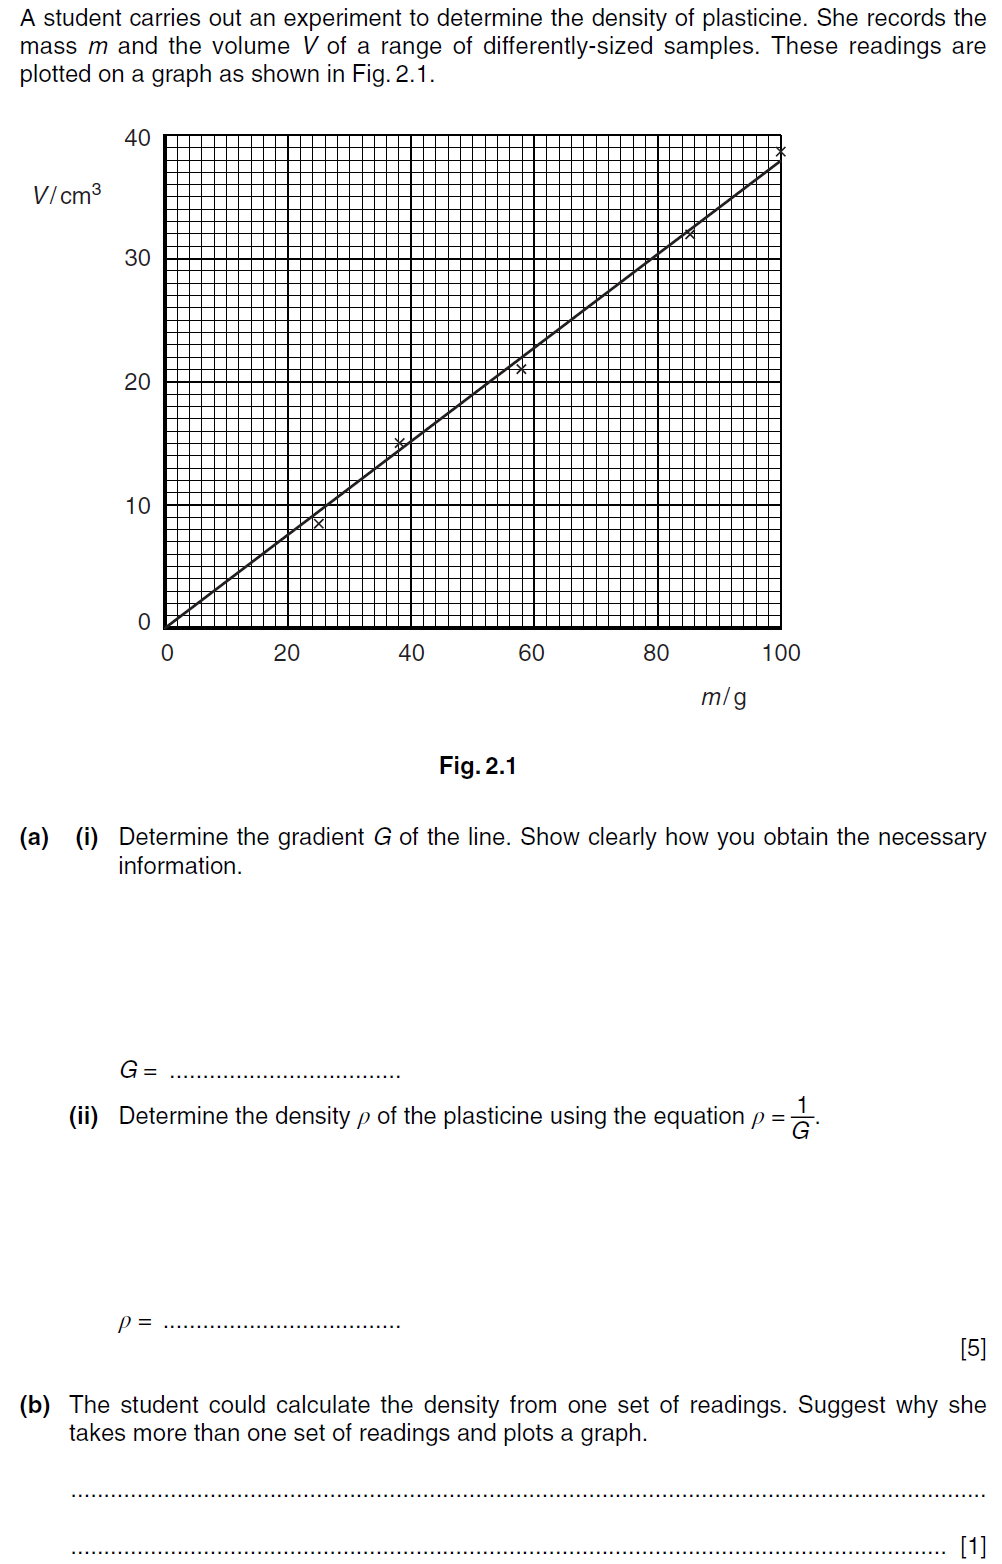 A student carries out an experiment to determine the density of plasticine. She records the
mass m and the volume V of a range of differently-sized samples. These readings are
plotted on a graph as shown in Fig. 2.1.
40
V/cm³
30
20
10
0
0 20 40 60 80 100
m/g
Fig. 2.1
(a) (i) Determine the gradient G of the line. Show clearly how you obtain the necessary
information.
G = ...................................
(ii) Determine the density ρ of the plasticine using the equation ρ = 1/G.
ρ = ....................................
[5]
(b) The student could calculate the density from one set of readings. Suggest why she
takes more than one set of readings and plots a graph.
..........................................................................................................................................
................................................................................................................................... [1]